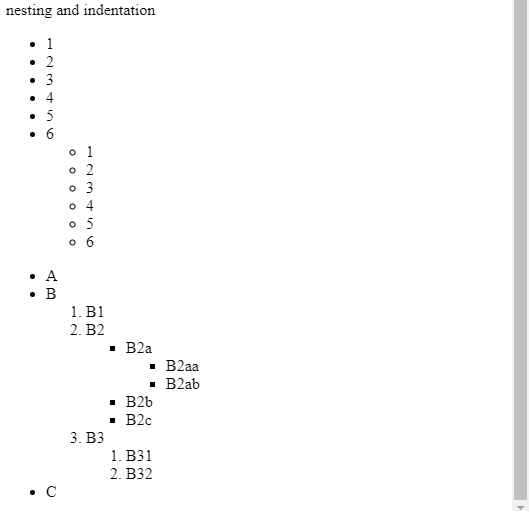 nesting and indentation
• 1
• 2
• 3
• 4
• 5
• 6
◦ 1
◦ 2
◦ 3
◦ 4
◦ 5
◦ 6
• A
• B
1. B1
2. B2
▪ B2a
▪ B2aa
▪ B2ab
▪ B2b
▪ B2c
3. B3
1. B31
2. B32
• C